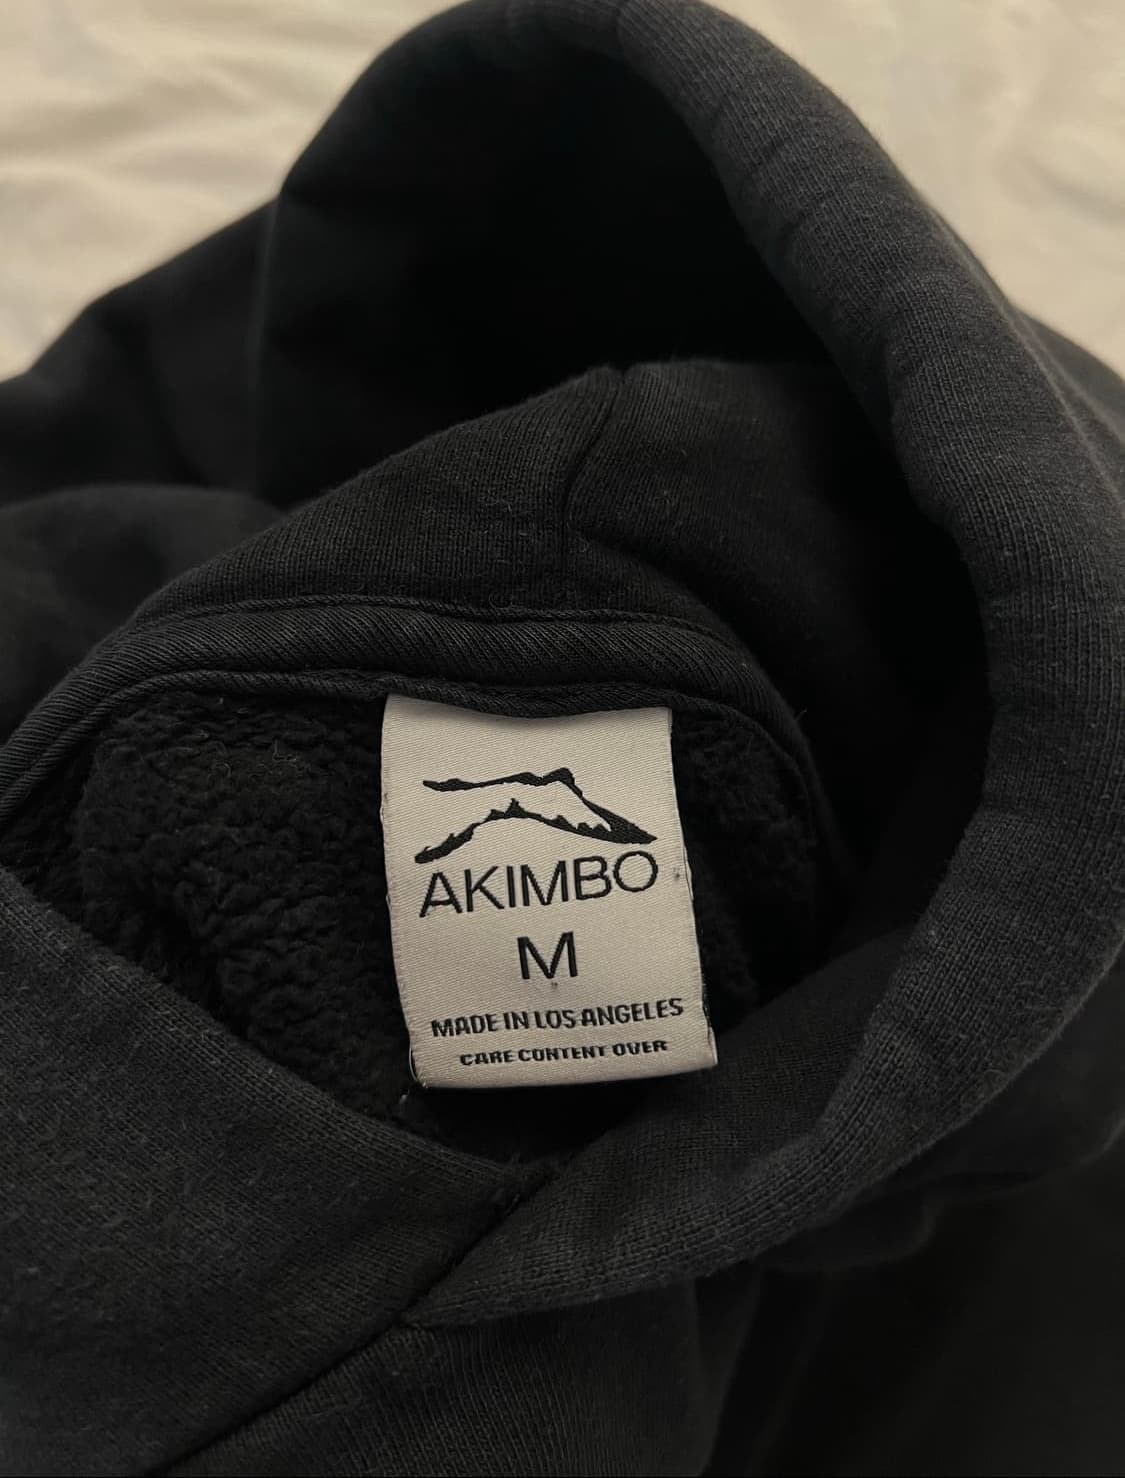 AKIMBO
M
MADE IN LOS ANGELES
CARE CONTENT OVER